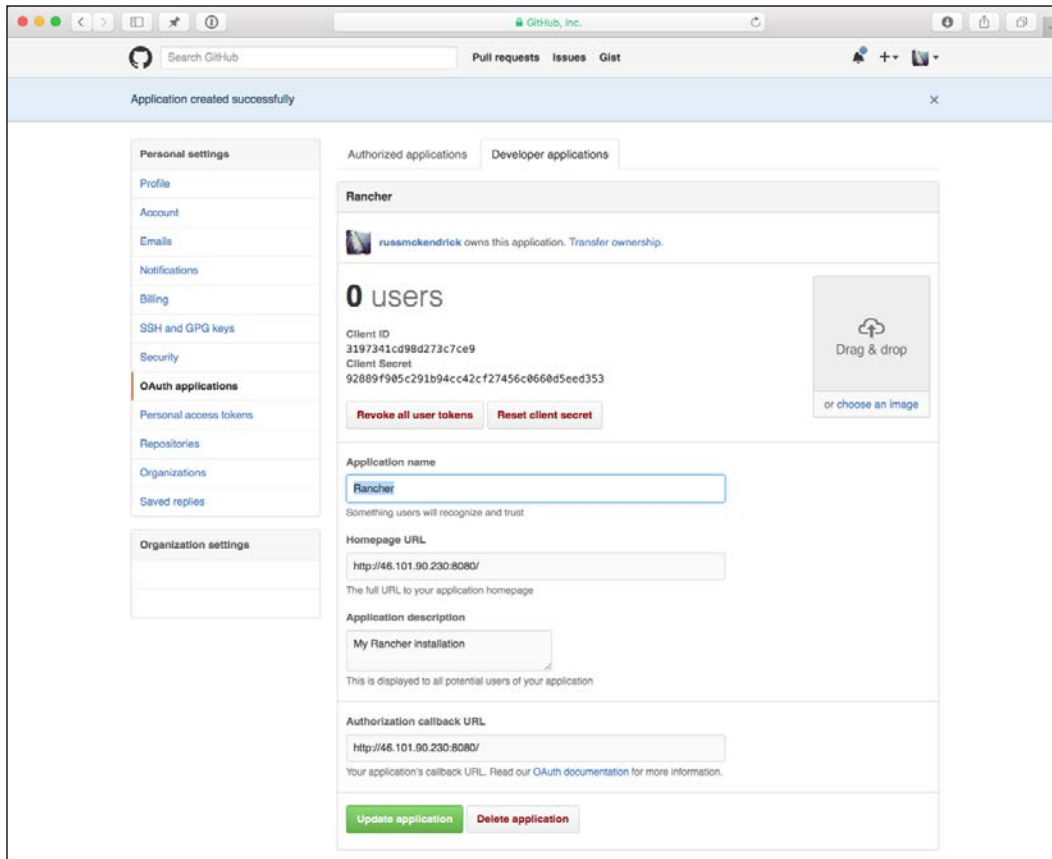 GitHub, Inc.
Search GitHub
Pull requests Issues Gist
Application created successfully
Personal settings
Profile
Account
Emails
Notifications
Billing
SSH and GPG keys
Security
OAuth applications
Personal access tokens
Repositories
Organizations
Saved replies
Organization settings
Authorized applications
Developer applications
Rancher
russmckendrick owns this application. Transfer ownership.
0 users
Client ID
3197341cd98d273c7ce9
Client Secret
92889f905c291b94cc42cf27456c0660d5eed353
Revoke all user tokens
Reset client secret
Drag & drop
or choose an image
Application name
Rancher
Something users will recognize and trust
Homepage URL
http://46.101.90.230:8080/
The full URL to your application homepage
Application description
My Rancher installation
This is displayed to all potential users of your application
Authorization callback URL
http://46.101.90.230:8080/
Your application's callback URL. Read our OAuth documentation for more information.
Update application
Delete application